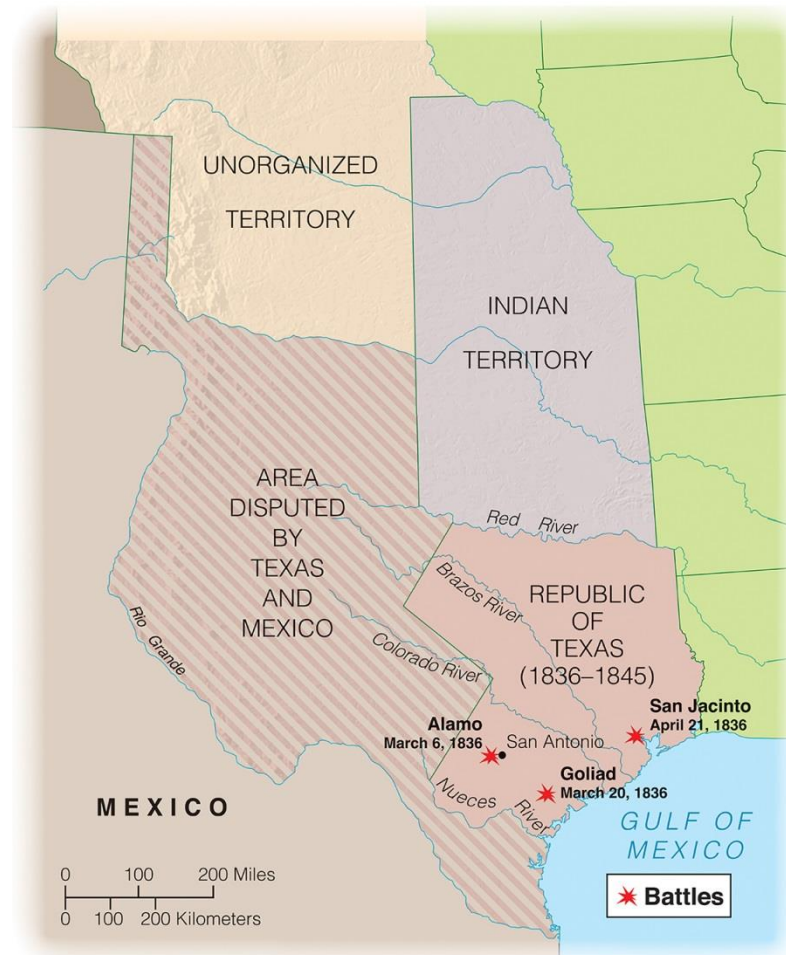 UNORGANIZED
TERRITORY
INDIAN
TERRITORY
AREA
DISPUTED
BY
TEXAS
AND
MEXICO
Red River
Brazos River
REPUBLIC
OF
TEXAS
(1836–1845)
Rio Grande
Colorado River
San Jacinto
April 21, 1836
Alamo
March 6, 1836
San Antonio
Goliad
March 20, 1836
Nueces River
MEXICO
GULF OF
MEXICO
0 100 200 Miles
0 100 200 Kilometers
Battles